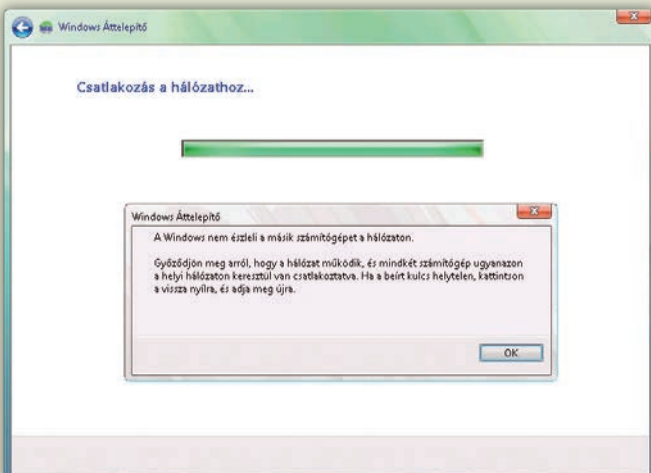 Windows Áttelepítő
Csatlakozás a hálózathoz...
Windows Áttelepítő
A Windows nem észleli a másik számítógépet a hálózaton.
Győződjön meg arról, hogy a hálózat működik, és mindkét számítógép ugyanazon
a helyi hálózaton keresztül van csatlakoztatva. Ha a beírt kulcs helytelen, kattintson
a vissza nyílra, és adja meg újra.
OK